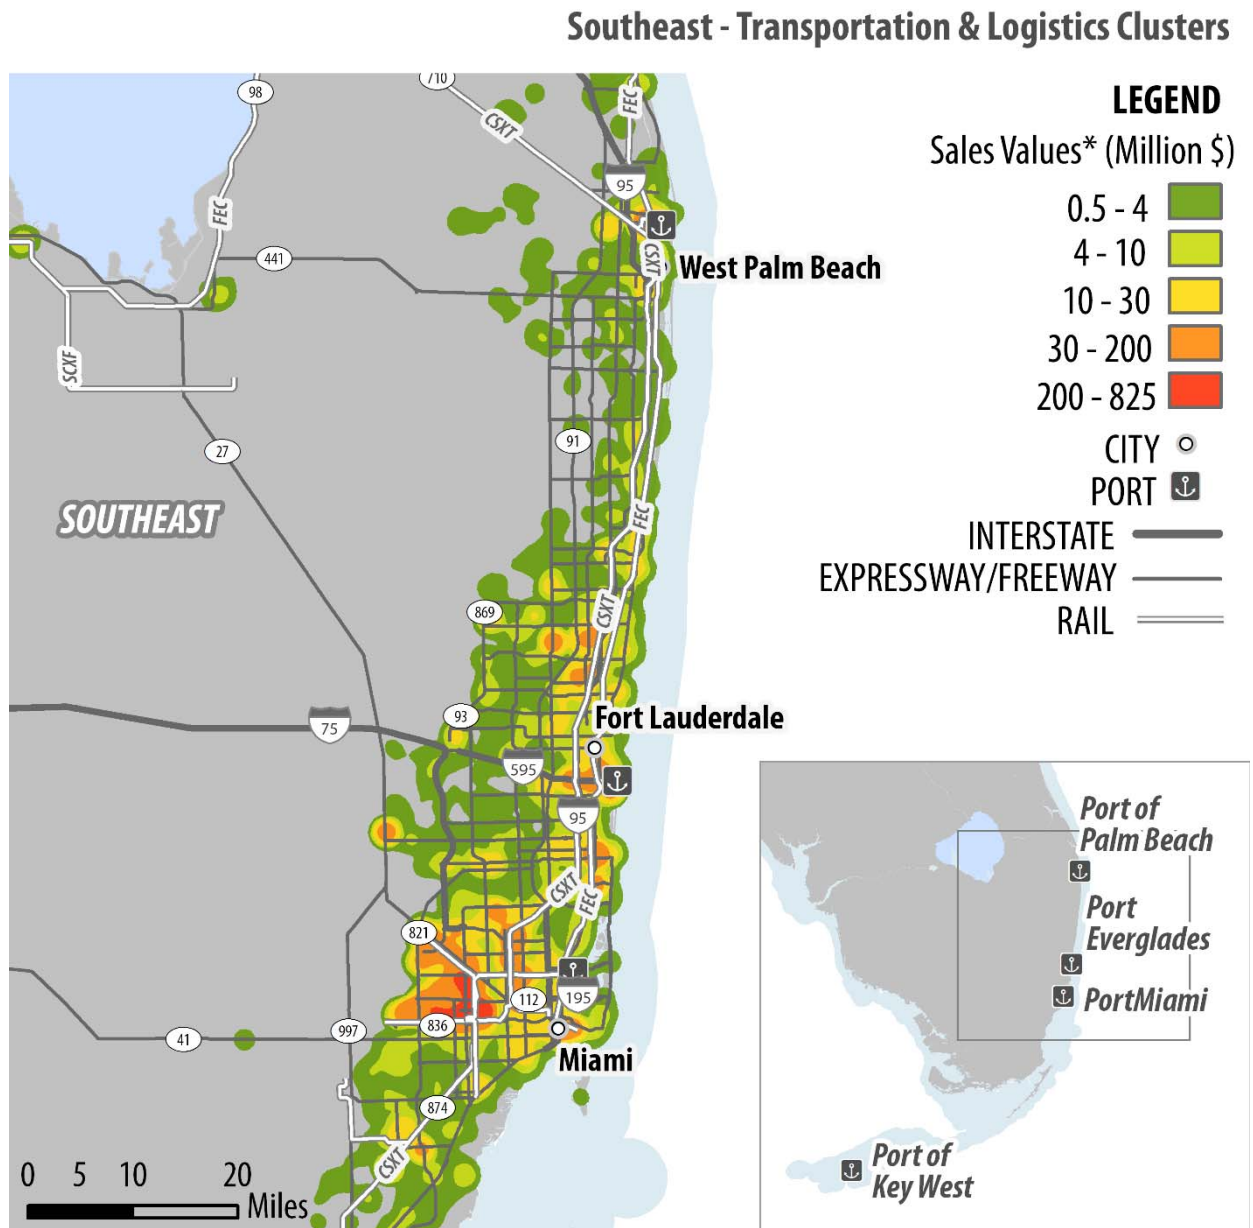 Southeast - Transportation & Logistics Clusters
LEGEND
Sales Values* (Million $)
0.5 - 4
4 - 10
10 - 30
30 - 200
200 - 825
CITY
PORT
INTERSTATE
EXPRESSWAY/FREEWAY
RAIL
710
98
FEC
CSXT
95
FEC
CSXT
West Palm Beach
441
SCXF
27
91
SOUTHEAST
FEC
869
CSXT
93
Fort Lauderdale
75
595
95
CSXT
FEC
821
112
195
836
997
41
Miami
874
CSXT
0 5 10 20
Miles
Port of
Palm Beach
Port
Everglades
PortMiami
Port of
Key West